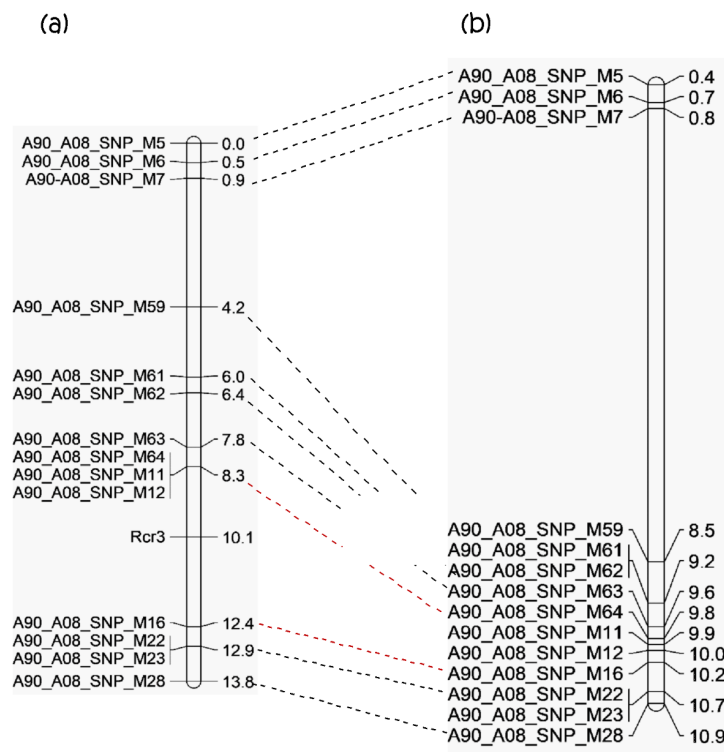 (a)
A90_A08_SNP_M5 0.0
A90_A08_SNP_M6 0.5
A90-A08_SNP_M7 0.9
A90_A08_SNP_M59 4.2
A90_A08_SNP_M61 6.0
A90_A08_SNP_M62 6.4
A90_A08_SNP_M63 7.8
A90_A08_SNP_M64
A90_A08_SNP_M11 8.3
A90_A08_SNP_M12
Rcr3 10.1
A90_A08_SNP_M16 12.4
A90_A08_SNP_M22 12.9
A90_A08_SNP_M23
A90_A08_SNP_M28 13.8
(b)
A90_A08_SNP_M5 0.4
A90_A08_SNP_M6 0.7
A90-A08_SNP_M7 0.8
A90_A08_SNP_M59 8.5
A90_A08_SNP_M61 9.2
A90_A08_SNP_M62
A90_A08_SNP_M63 9.6
A90_A08_SNP_M64 9.8
A90_A08_SNP_M11 9.9
A90_A08_SNP_M12 10.0
A90_A08_SNP_M16 10.2
A90_A08_SNP_M22 10.7
A90_A08_SNP_M23
A90_A08_SNP_M28 10.9